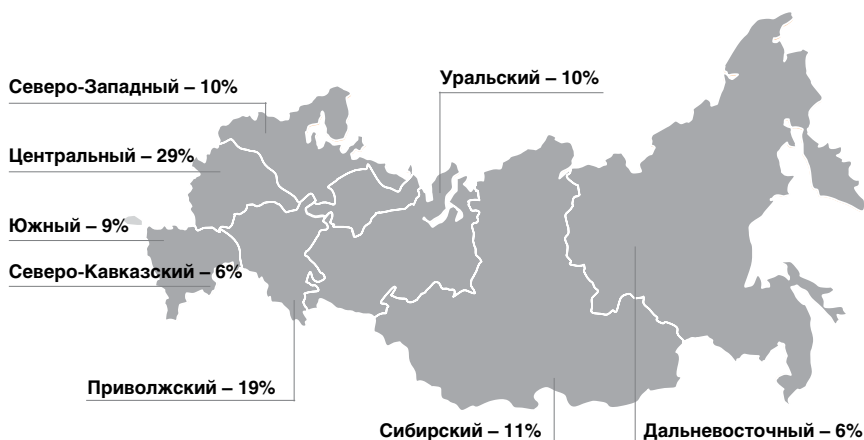 Северо-Западный – 10%
Уральский – 10%
Центральный – 29%
Южный – 9%
Северо-Кавказский – 6%
Приволжский – 19%
Сибирский – 11%
Дальневосточный – 6%